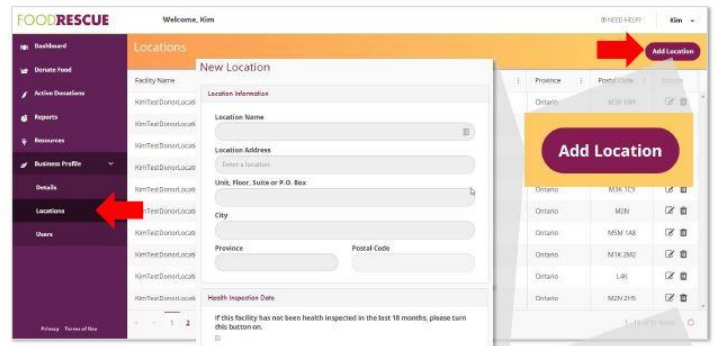 FOODRESCUE
Welcome, Kim
NEED HELP?
Kim
Dashboard
Donate Food
Active Donations
Reports
Resources
Business Profile
Details
Locations
Users
Privacy Terms of Use
Locations
Add Location
Facility Name
Province
Postal Code
Actions
KimTestDonorLocati
Ontario
KimTestDonorLocati
KimTestDonorLocati
KimTestDonorLocati
KimTestDonorLocati
Ontario
M3K 1C9
KimTestDonorLocati
Ontario
M2N
KimTestDonorLocati
Ontario
M5M 1A8
KimTestDonorLocati
Ontario
M1K 2M2
KimTestDonorLocati
Ontario
L4K
KimTestDonorLocati
Ontario
M2N 2H5
1 2
New Location
Location Information
Location Name
Location Address
Enter a location
Unit, Floor, Suite or P.O. Box
City
Province
Postal Code
Health Inspection Date
If this facility has not been health inspected in the last 18 months, please turn
this button on.
Add Location